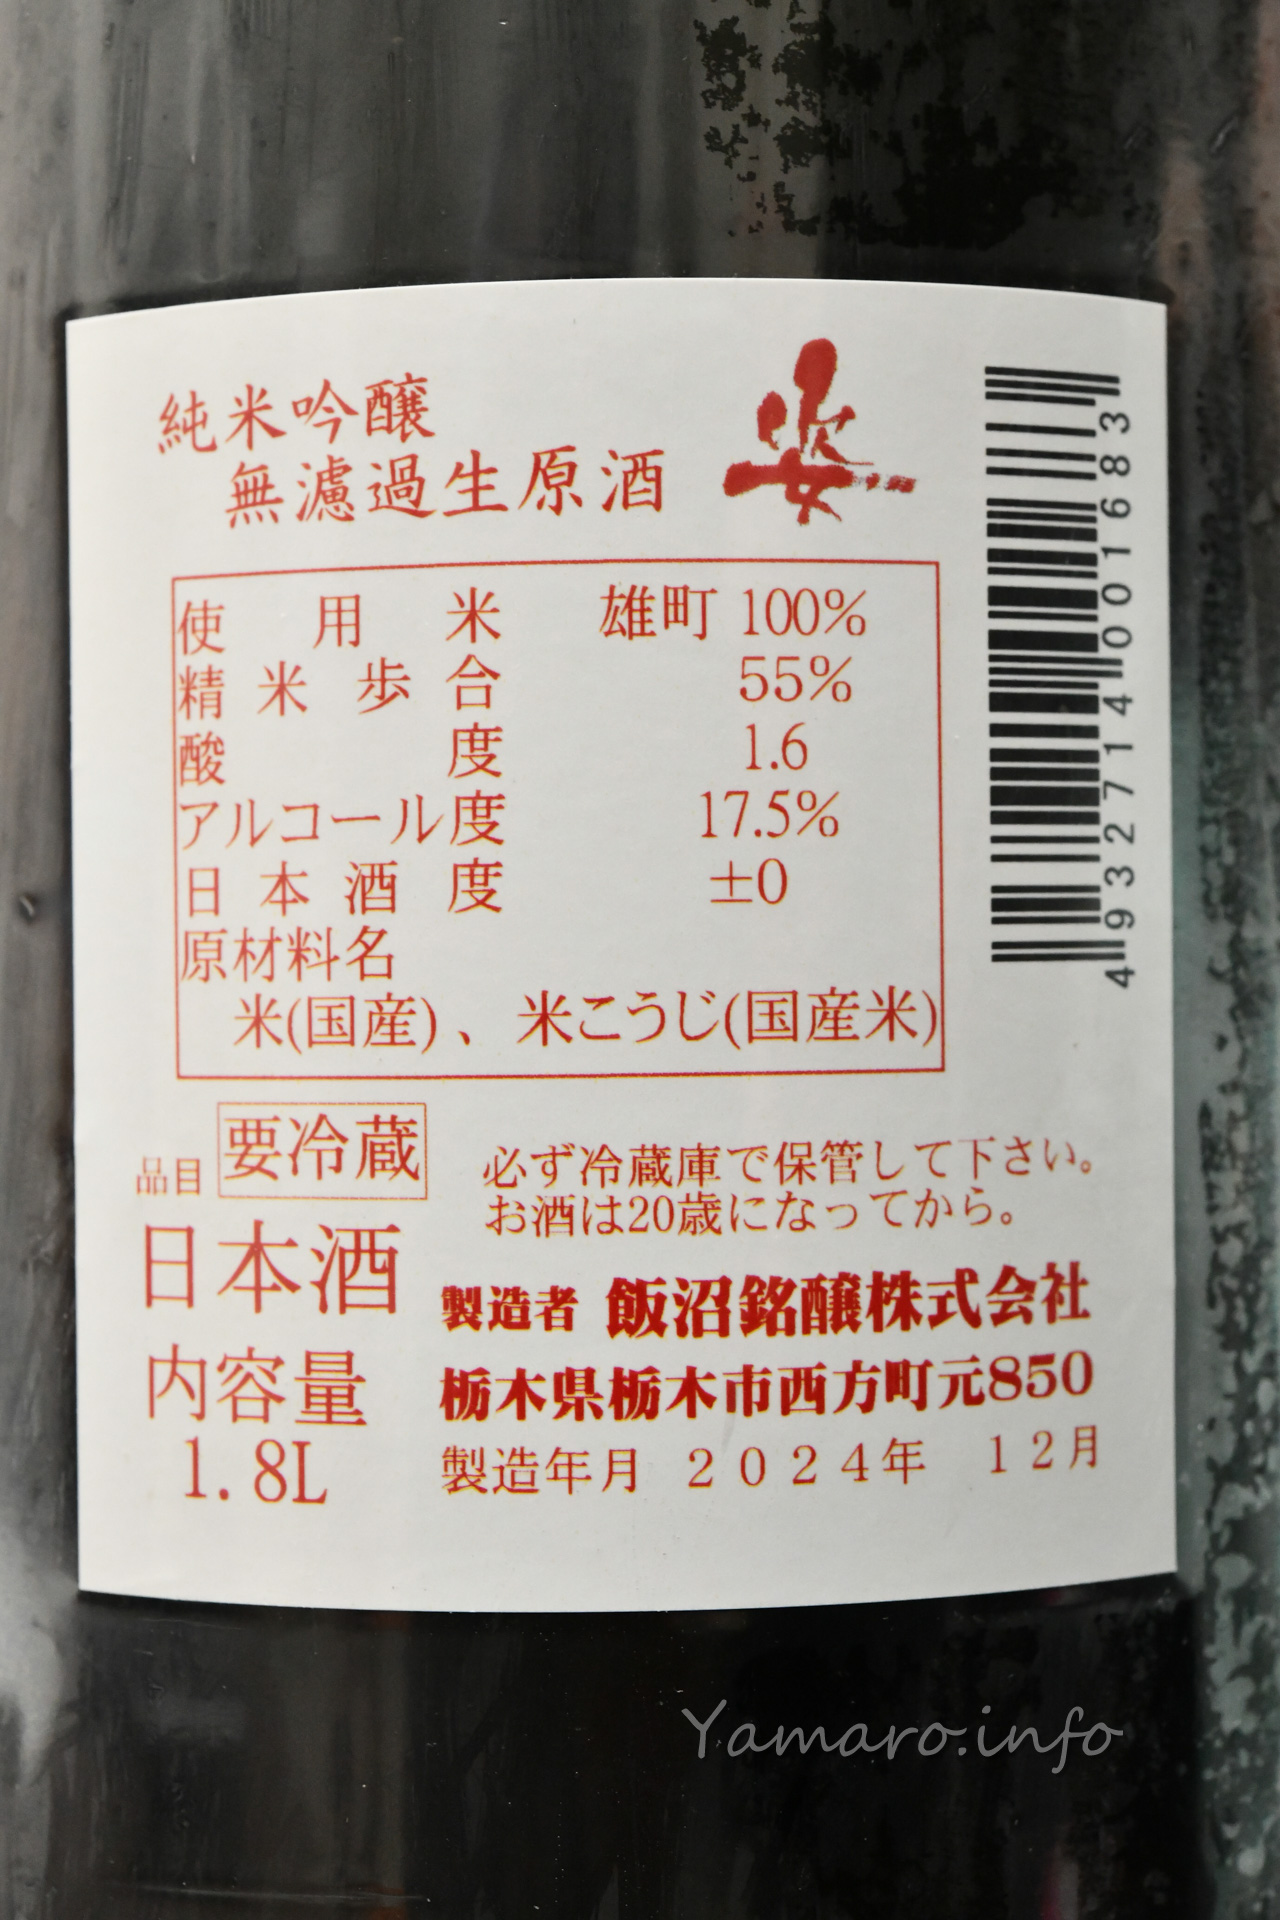 純米吟醸
無濾過生原酒
姿
使用米 雄町 100%
精米歩合 55%
酸度 1.6
アルコール度 17.5%
日本酒度 ±0
原材料名
米(国産)、米こうじ(国産米)
4932714001683
要冷蔵
必ず冷蔵庫で保管して下さい。
お酒は20歳になってから。
品目
日本酒
内容量
1.8L
製造者 飯沼銘醸株式会社
栃木県栃木市西方町元850
製造年月 2024年 12月
Yamaro.info